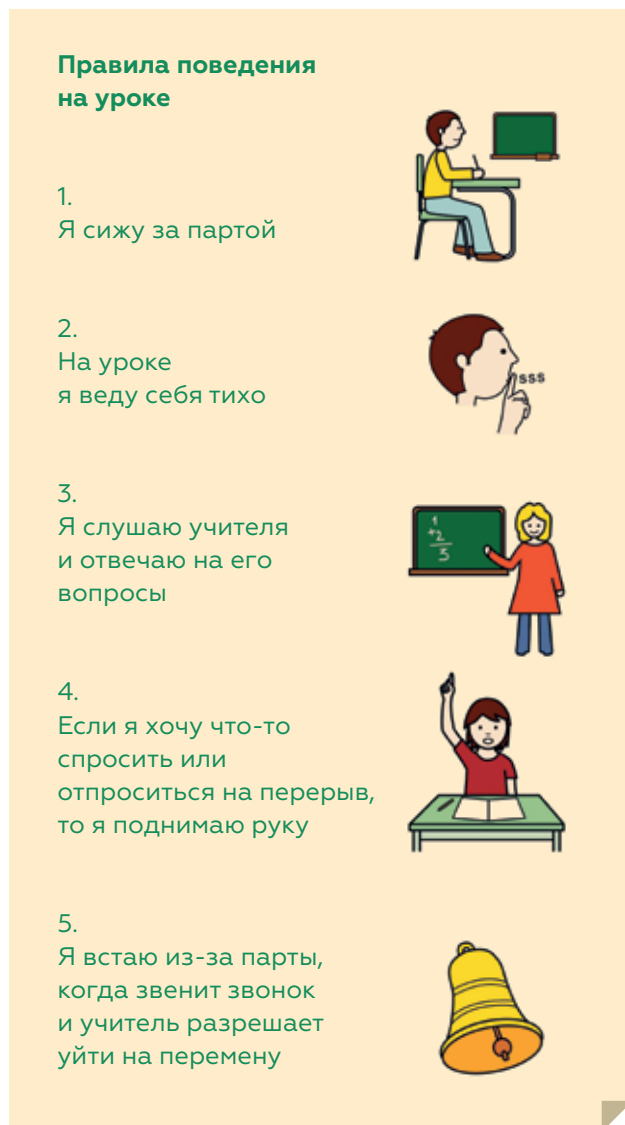 Правила поведения
на уроке
1.
Я сижу за партой
2.
На уроке
я веду себя тихо
sss
3.
Я слушаю учителя
и отвечаю на его
вопросы
1
+2
3
4.
Если я хочу что-то
спросить или
отпроситься на перерыв,
то я поднимаю руку
5.
Я встаю из-за парты,
когда звенит звонок
и учитель разрешает
уйти на перемену